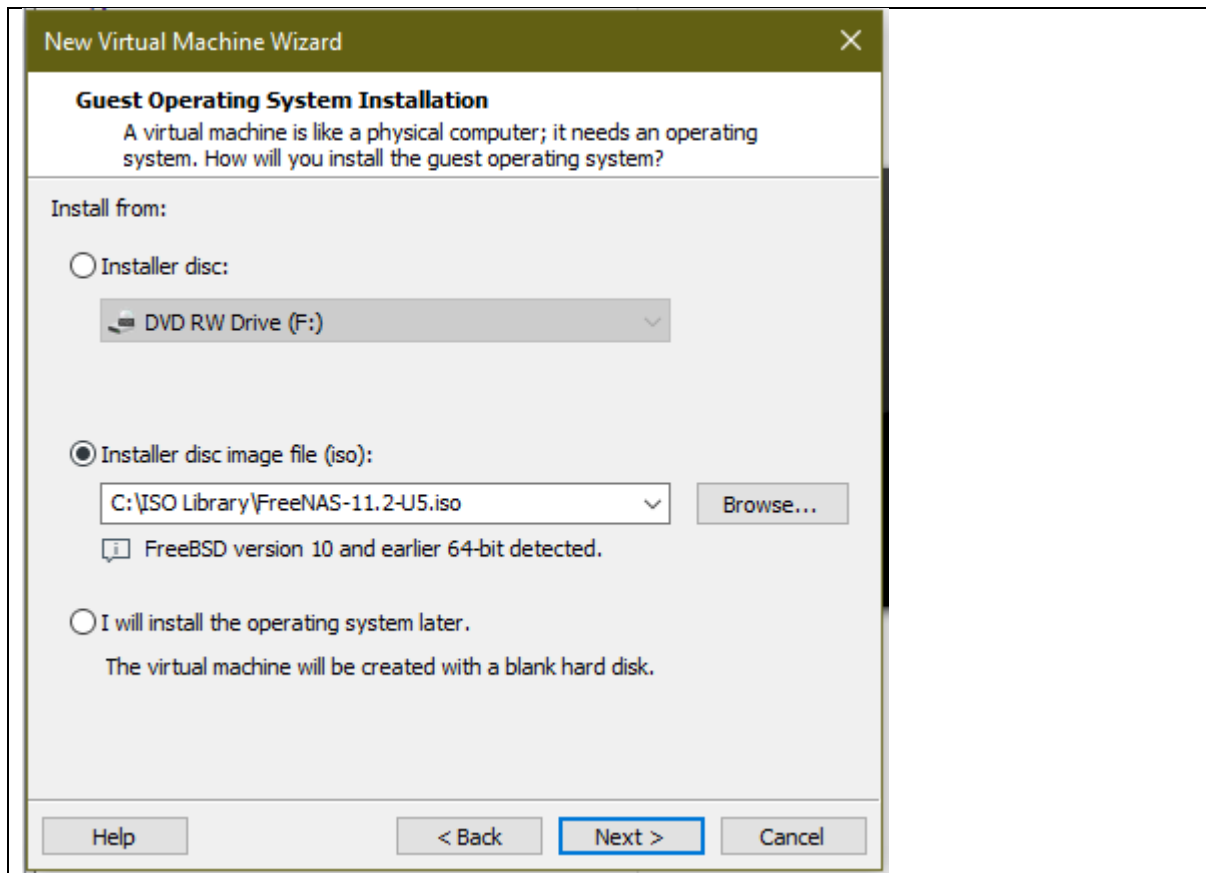 New Virtual Machine Wizard
Guest Operating System Installation
A virtual machine is like a physical computer; it needs an operating
system. How will you install the guest operating system?
Install from:
Installer disc:
DVD RW Drive (F:)
Installer disc image file (iso):
C:\ISO Library\FreeNAS-11.2-U5.iso
Browse...
FreeBSD version 10 and earlier 64-bit detected.
I will install the operating system later.
The virtual machine will be created with a blank hard disk.
Help
< Back
Next >
Cancel